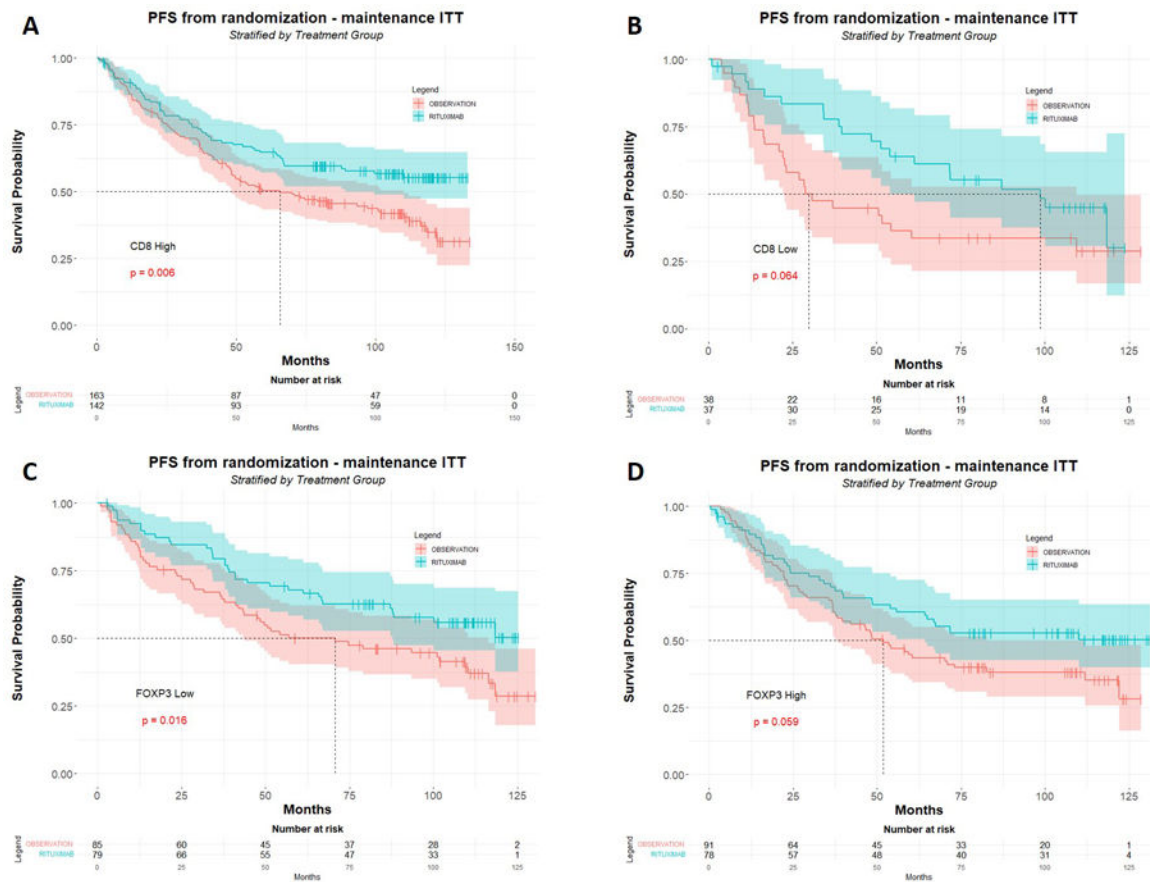 A
PFS from randomization - maintenance ITT
Stratified by Treatment Group
Survival Probability
1.00
0.75
0.50
0.25
0.00
Legend
OBSERVATION
RITUXIMAB
CD8 High
p = 0.006
0 50 100 150
Months
Number at risk
Legend
OBSERVATION 163 87 47 0
RITUXIMAB 142 93 59 0
0 50 100 150
Months
B
PFS from randomization - maintenance ITT
Stratified by Treatment Group
Survival Probability
1.00
0.75
0.50
0.25
0.00
Legend
OBSERVATION
RITUXIMAB
CD8 Low
p = 0.064
0 25 50 75 100 125
Months
Number at risk
Legend
OBSERVATION 38 22 16 11 8 1
RITUXIMAB 37 30 25 19 14 0
0 25 50 75 100 125
Months
C
PFS from randomization - maintenance ITT
Stratified by Treatment Group
Survival Probability
1.00
0.75
0.50
0.25
0.00
Legend
OBSERVATION
RITUXIMAB
FOXP3 Low
p = 0.016
0 25 50 75 100 125
Months
Number at risk
Legend
OBSERVATION 85 60 45 37 28 2
RITUXIMAB 79 66 55 47 33 1
0 25 50 75 100 125
Months
D
PFS from randomization - maintenance ITT
Stratified by Treatment Group
Survival Probability
1.00
0.75
0.50
0.25
0.00
Legend
OBSERVATION
RITUXIMAB
FOXP3 High
p = 0.059
0 25 50 75 100 125
Months
Number at risk
Legend
OBSERVATION 91 64 45 33 20 1
RITUXIMAB 78 57 48 40 31 4
0 25 50 75 100 125
Months